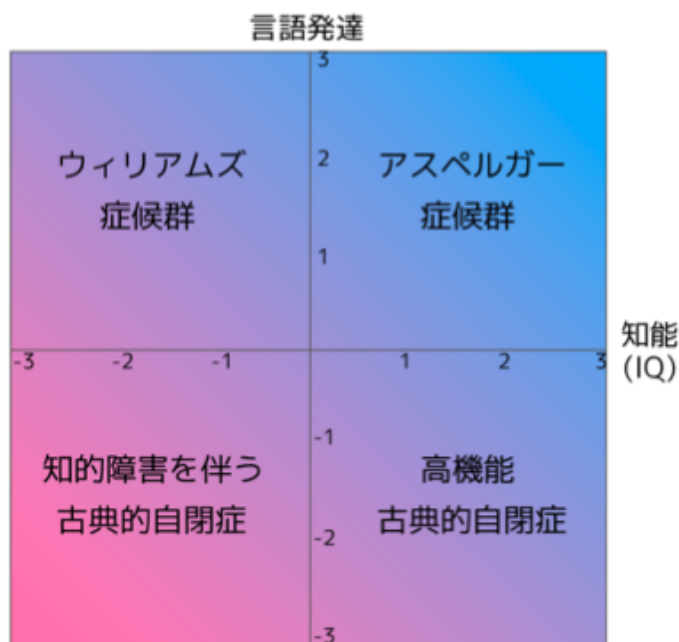 言語発達
3
ウィリアムズ
症候群
2
アスペルガー
症候群
1
知能
(IQ)
-3 -2 -1 1 2 3
-1
知的障害を伴う
古典的自閉症
高機能
古典的自閉症
-2
-3